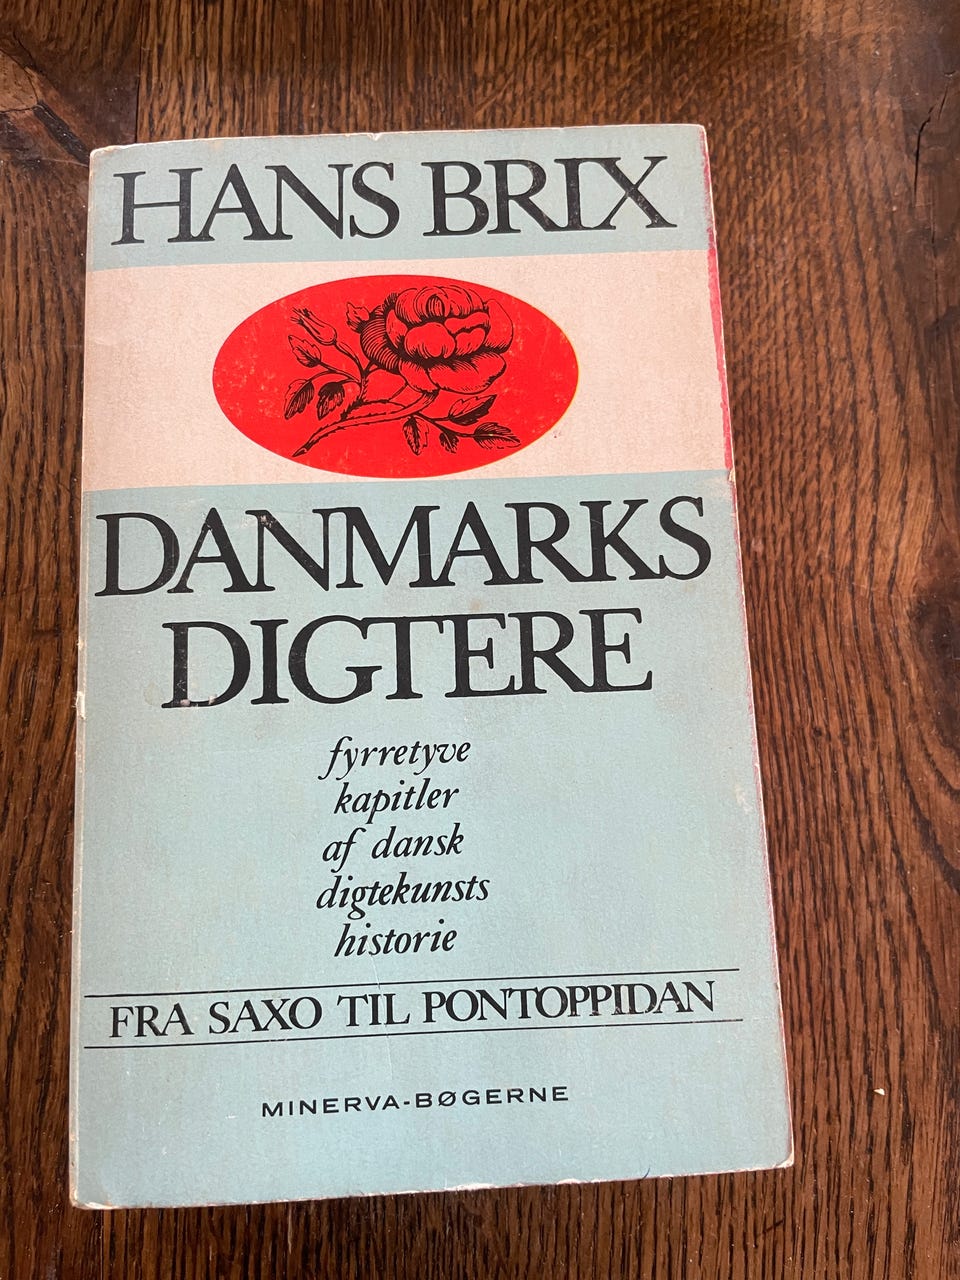 HANS BRIX
DANMARKS
DIGTERE
fyrretyve
kapitler
af dansk
digtekunsts
historie
FRA SAXO TIL PONTOPPIDAN
MINERVA-BØGERNE